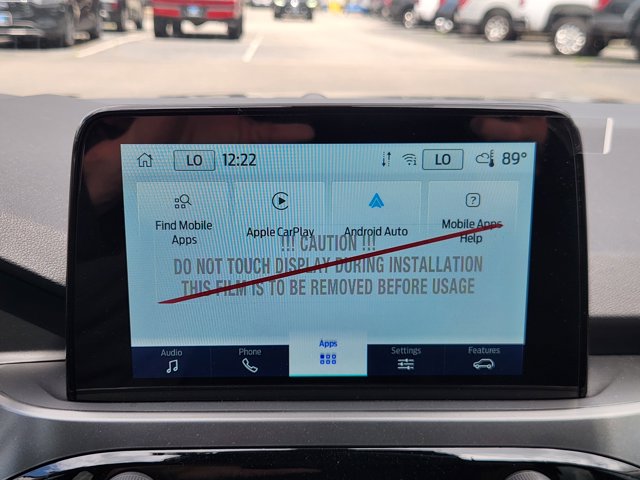 LO 12:22 LO 89°
Find Mobile
Apps
Apple CarPlay
Android Auto
Mobile Apps
Help
!!! CAUTION !!!
DO NOT TOUCH DISPLAY DURING INSTALLATION
THIS FILM IS TO BE REMOVED BEFORE USAGE
Audio Phone Apps Settings Features